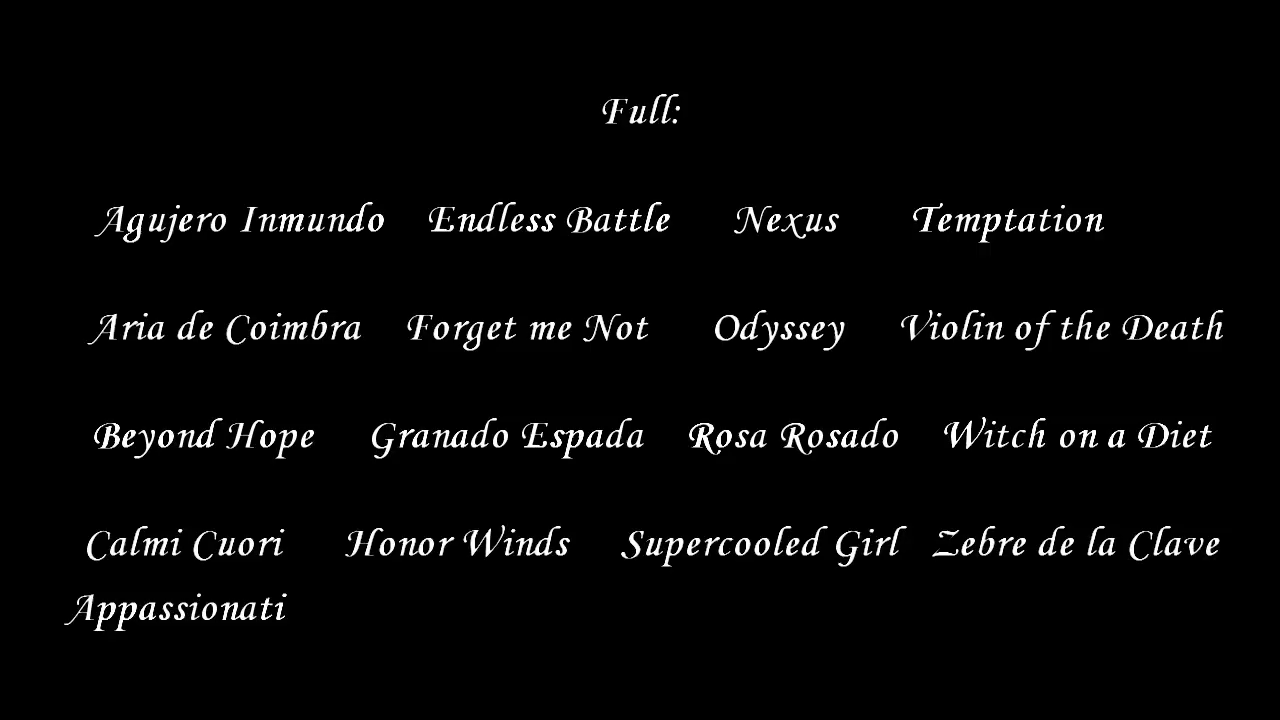 Full:
Agujero Inmundo Endless Battle Nexus Temptation
Aria de Coimbra Forget me Not Odyssey Violin of the Death
Beyond Hope Granado Espada Rosa Rosado Witch on a Diet
Calmi Cuori Honor Winds Supercooled Girl Zebre de la Clave
Appassionati